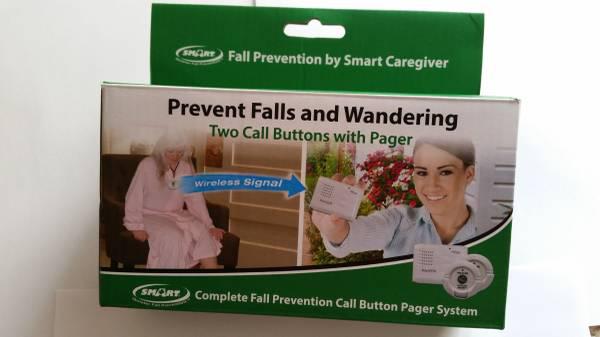 SMART
Fall Prevention by Smart Caregiver
Prevent Falls and Wandering
Two Call Buttons with Pager
Wireless Signal
SMART
Complete Fall Prevention Call Button Pager System